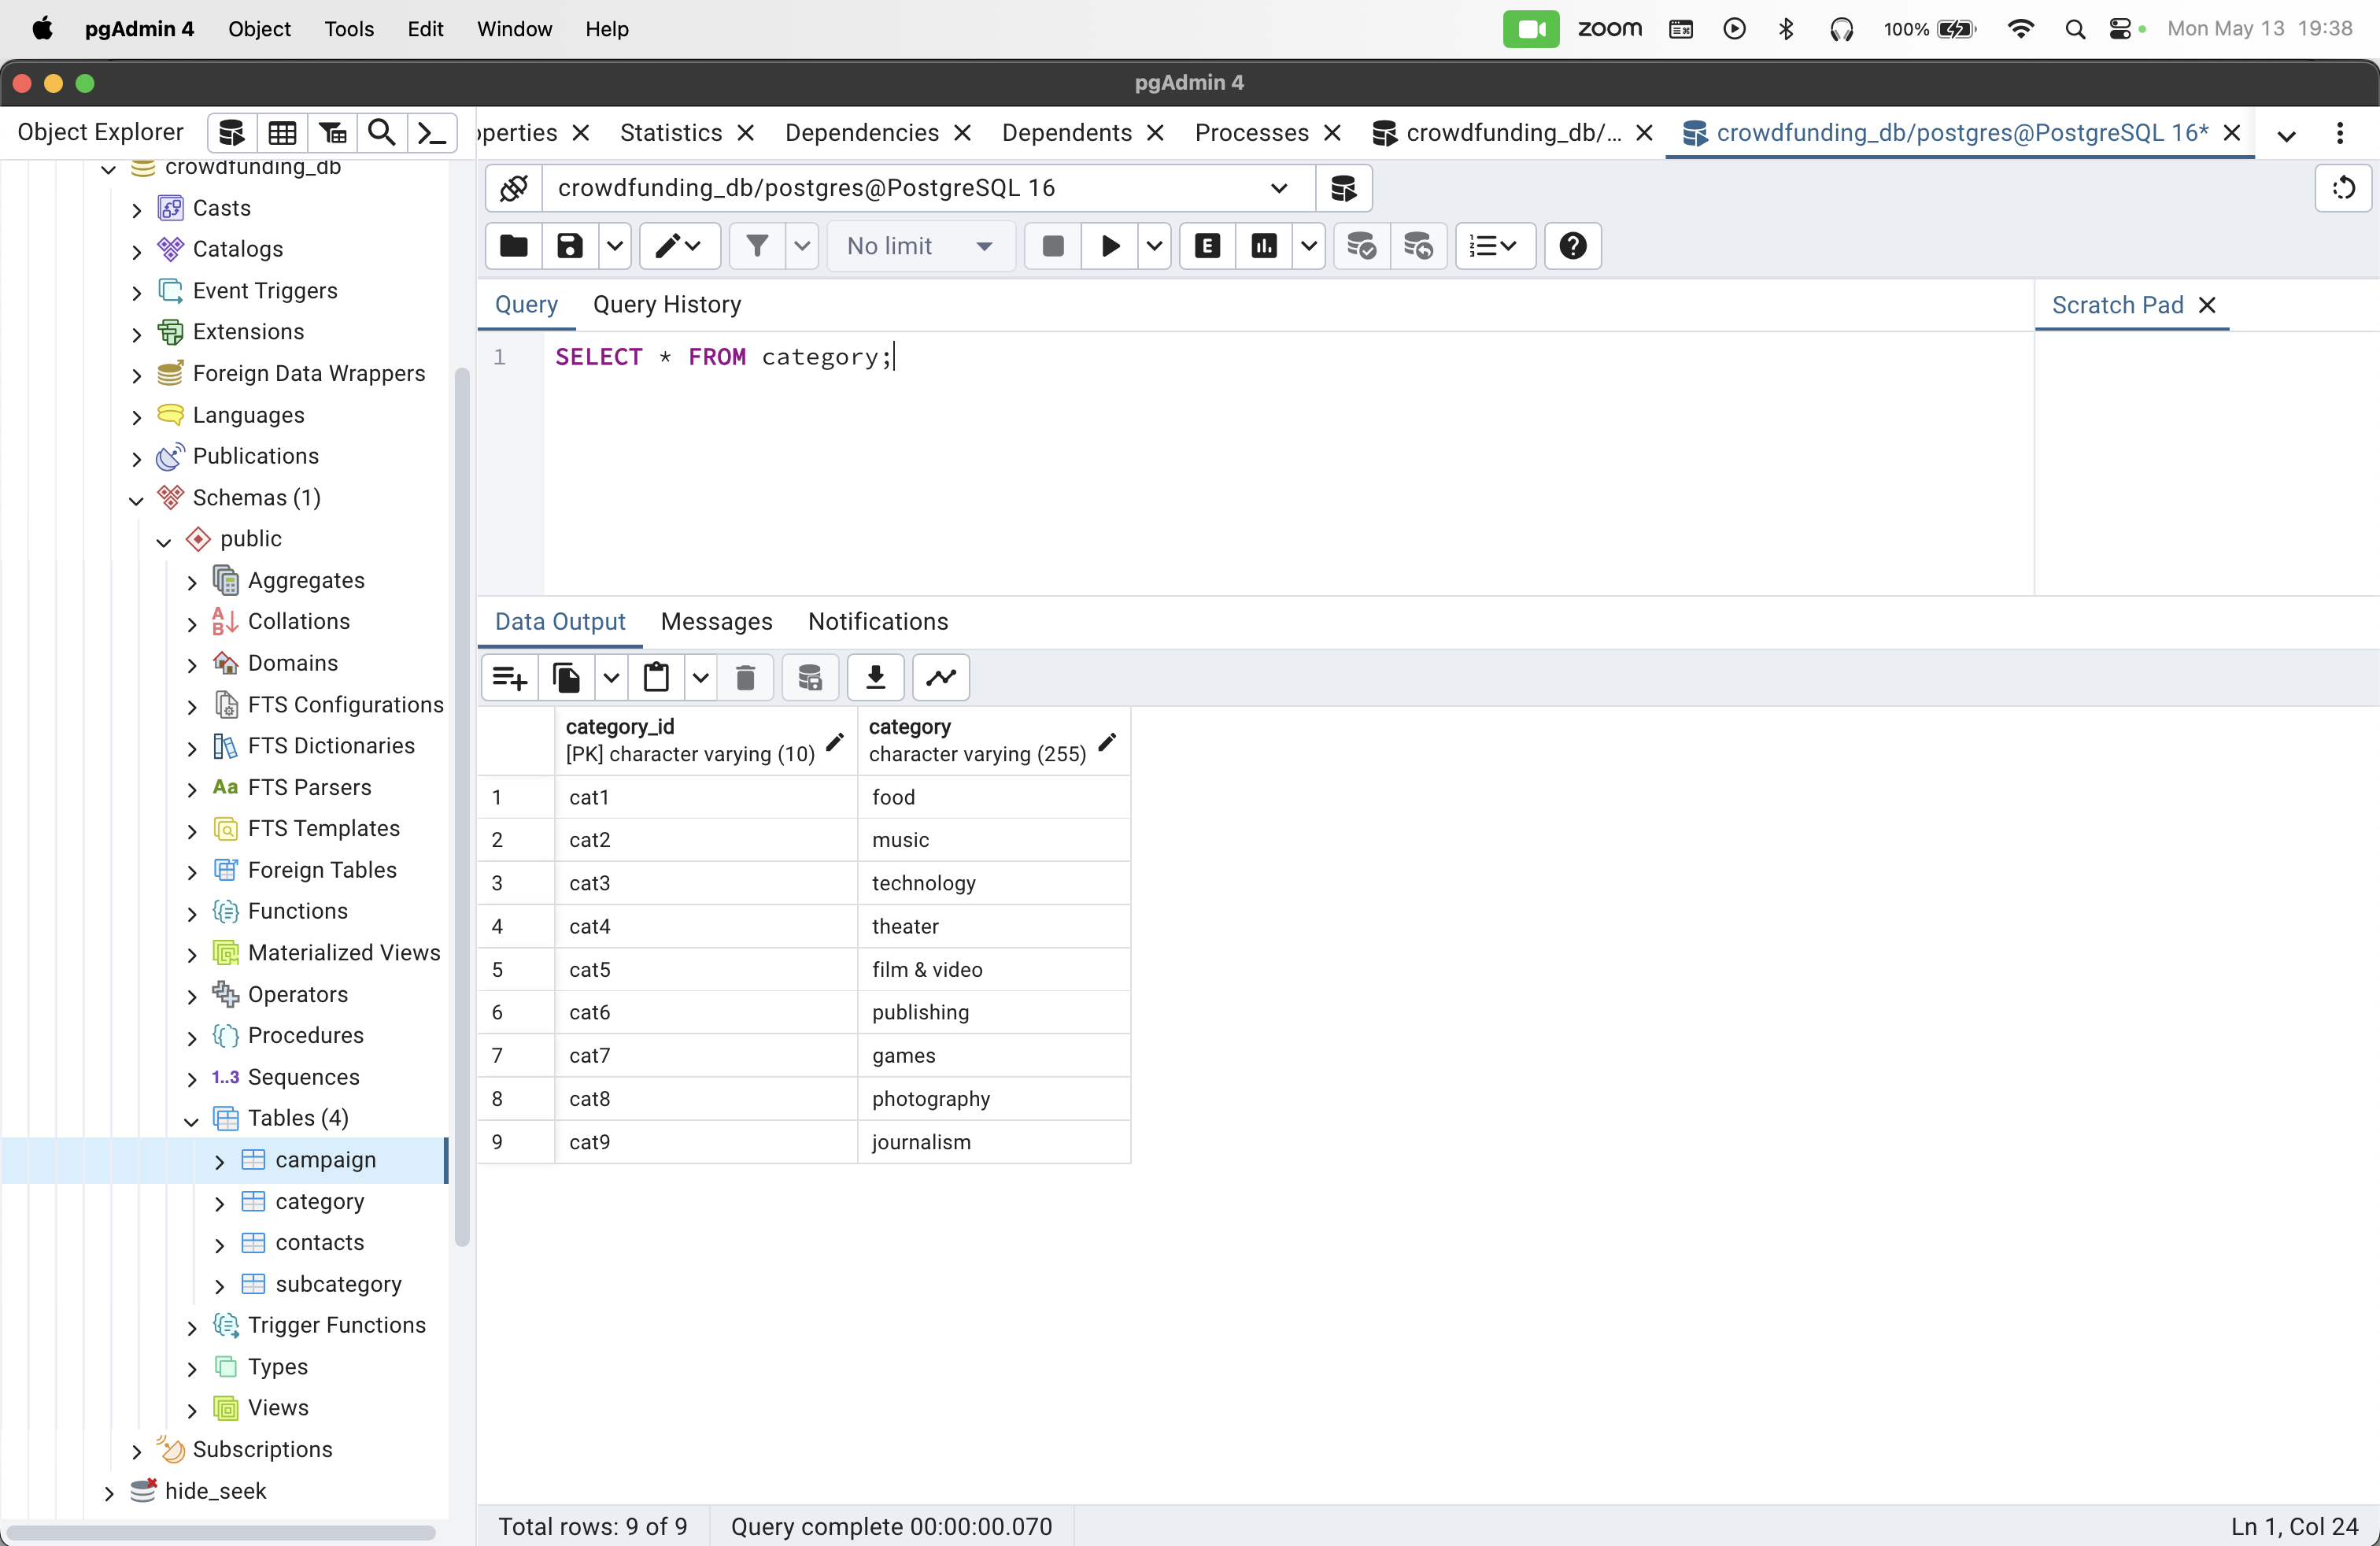 pgAdmin 4 Object Tools Edit Window Help zoom 100% Mon May 13 19:38
pgAdmin 4
Object Explorer
perties Statistics Dependencies Dependents Processes crowdfunding_db/... crowdfunding_db/postgres@PostgreSQL 16*
crowdfunding_db/postgres@PostgreSQL 16
No limit
E
Query Query History
Scratch Pad
1 SELECT * FROM category;
crowdfunding_db
Casts
Catalogs
Event Triggers
Extensions
Foreign Data Wrappers
Languages
Publications
Schemas (1)
public
Aggregates
Collations
Domains
FTS Configurations
FTS Dictionaries
Aa FTS Parsers
FTS Templates
Foreign Tables
Functions
Materialized Views
Operators
Procedures
1..3 Sequences
Tables (4)
campaign
category
contacts
subcategory
Trigger Functions
Types
Views
Subscriptions
hide_seek
Data Output Messages Notifications
category_id category
[PK] character varying (10) character varying (255)
1 cat1 food
2 cat2 music
3 cat3 technology
4 cat4 theater
5 cat5 film & video
6 cat6 publishing
7 cat7 games
8 cat8 photography
9 cat9 journalism
Total rows: 9 of 9 Query complete 00:00:00.070 Ln 1, Col 24